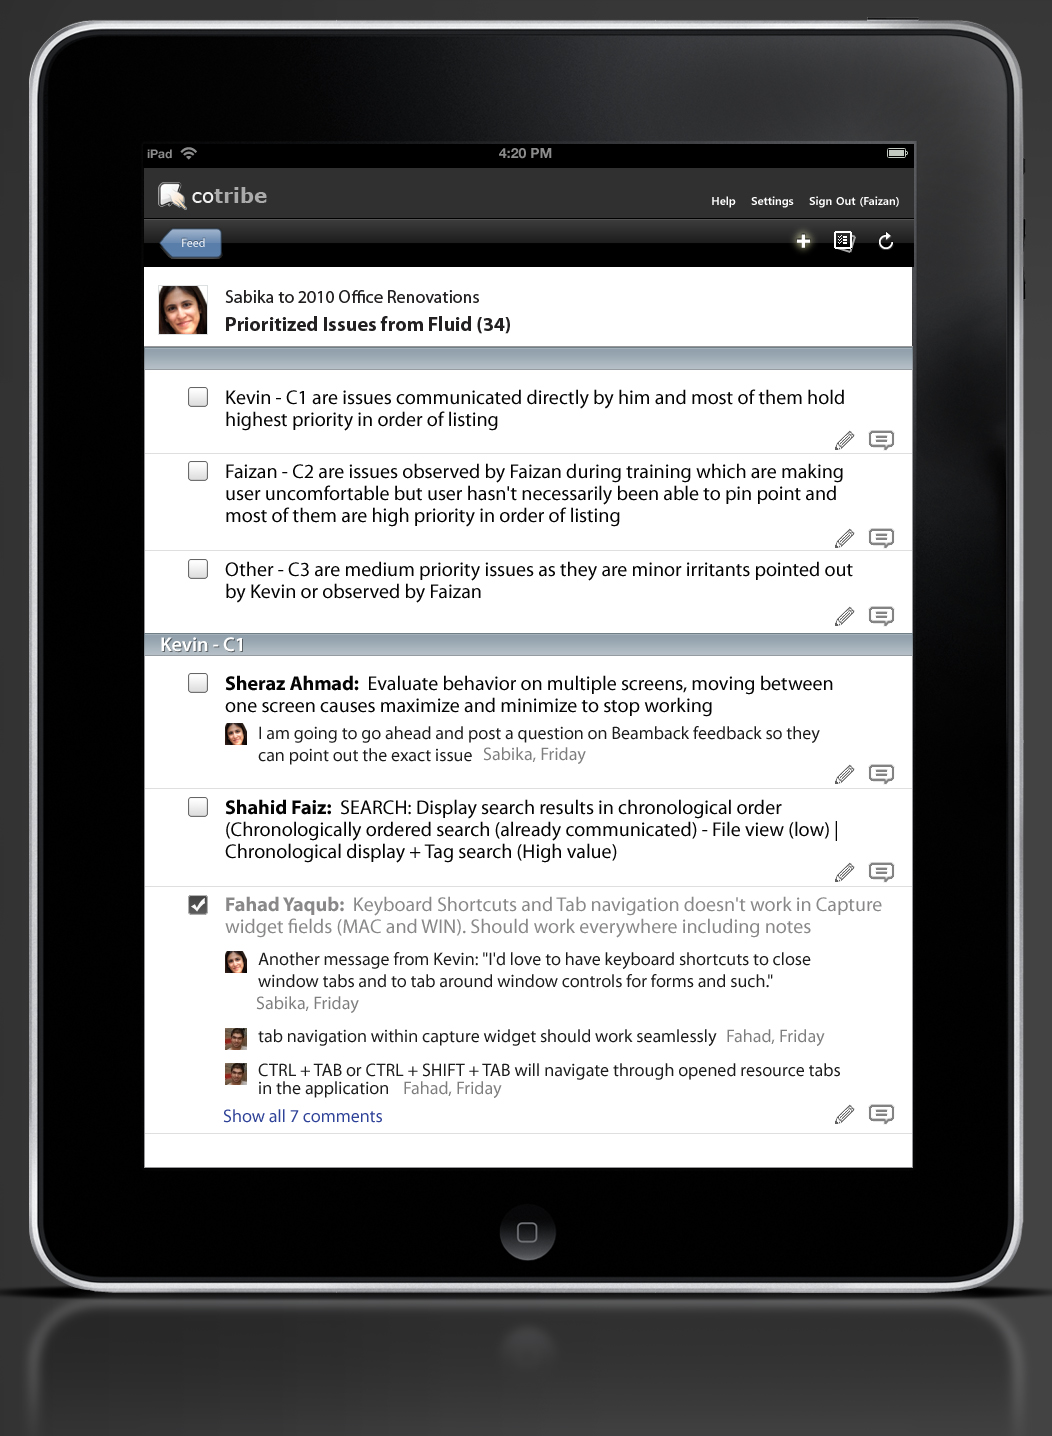 iPad
4:20 PM
cotribe
Help Settings Sign Out (Faizan)
Feed
Sabika to 2010 Office Renovations
Prioritized Issues from Fluid (34)
Kevin - C1 are issues communicated directly by him and most of them hold
highest priority in order of listing
Faizan - C2 are issues observed by Faizan during training which are making
user uncomfortable but user hasn't necessarily been able to pin point and
most of them are high priority in order of listing
Other - C3 are medium priority issues as they are minor irritants pointed out
by Kevin or observed by Faizan
Kevin - C1
Sheraz Ahmad: Evaluate behavior on multiple screens, moving between
one screen causes maximize and minimize to stop working
I am going to go ahead and post a question on Beamback feedback so they
can point out the exact issue Sabika, Friday
Shahid Faiz: SEARCH: Display search results in chronological order
(Chronologically ordered search (already communicated) - File view (low) |
Chronological display + Tag search (High value)
Fahad Yaqub: Keyboard Shortcuts and Tab navigation doesn't work in Capture
widget fields (MAC and WIN). Should work everywhere including notes
Another message from Kevin: "I'd love to have keyboard shortcuts to close
window tabs and to tab around window controls for forms and such."
Sabika, Friday
tab navigation within capture widget should work seamlessly Fahad, Friday
CTRL + TAB or CTRL + SHIFT + TAB will navigate through opened resource tabs
in the application Fahad, Friday
Show all 7 comments